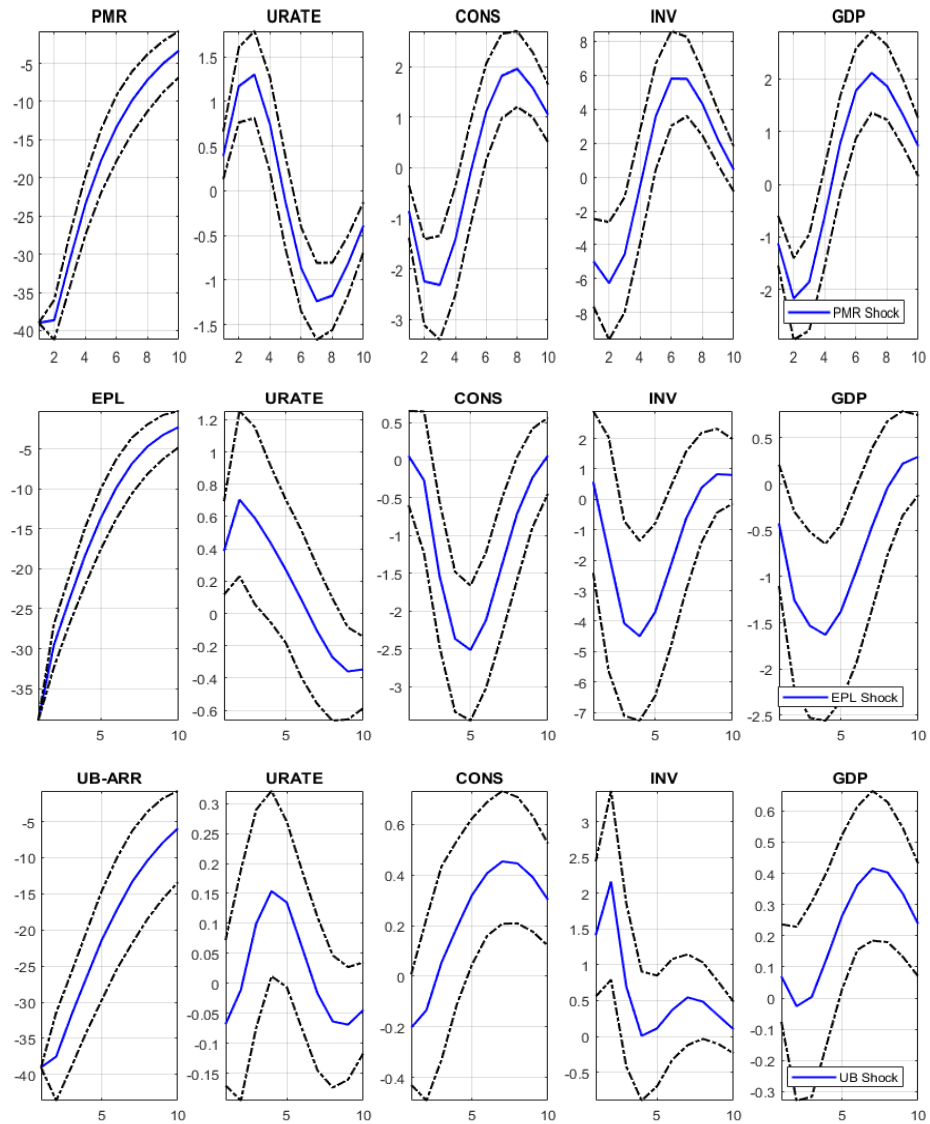 PMR URATE CONS INV GDP
-5 -10 -15 -20 -25 -30 -35 -40
1.5 1 0.5 0 -0.5 -1 -1.5
2 1 0 -1 -2 -3
8 6 4 2 0 -2 -4 -6 -8
2 1 0 -1 -2
PMR Shock
2 4 6 8 10 2 4 6 8 10 2 4 6 8 10 2 4 6 8 10 2 4 6 8 10
EPL URATE CONS INV GDP
-5 -10 -15 -20 -25 -30 -35
1.2 1 0.8 0.6 0.4 0.2 0 -0.2 -0.4 -0.6
0.5 0 -0.5 -1 -1.5 -2 -2.5 -3
2 1 0 -1 -2 -3 -4 -5 -6 -7
0.5 0 -0.5 -1 -1.5 -2 -2.5
EPL Shock
5 10 5 10 5 10 5 10 5 10
UB-ARR URATE CONS INV GDP
-5 -10 -15 -20 -25 -30 -35 -40
0.3 0.25 0.2 0.15 0.1 0.05 0 -0.05 -0.1 -0.15
0.6 0.4 0.2 0 -0.2 -0.4
3 2.5 2 1.5 1 0.5 0 -0.5
0.6 0.5 0.4 0.3 0.2 0.1 0 -0.1 -0.2 -0.3
UB Shock
5 10 5 10 5 10 5 10 5 10